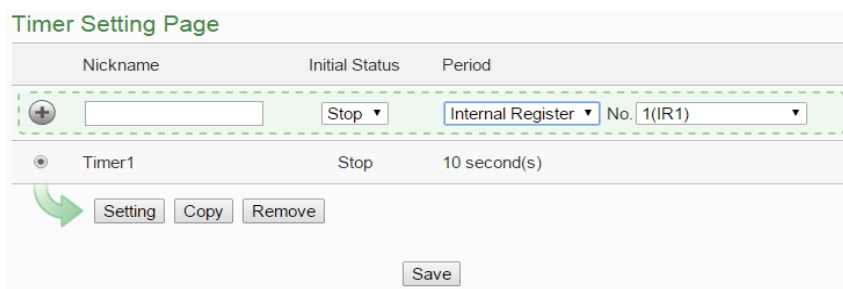 Timer Setting Page
Nickname Initial Status Period
Stop Internal Register No. 1(IR1)
Timer1 Stop 10 second(s)
Setting Copy Remove
Save